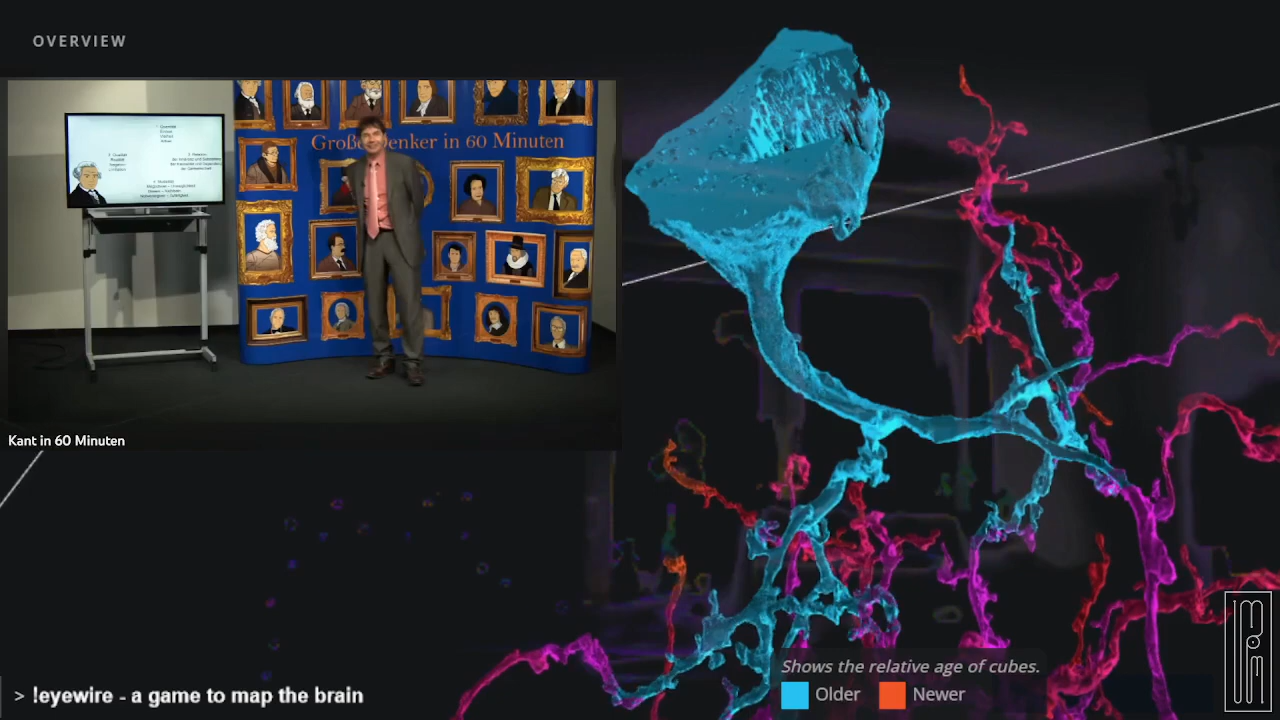 OVERVIEW
Große Denker in 60 Minuten
Kant in 60 Minuten
Shows the relative age of cubes.
Older
Newer
> !eyewire - a game to map the brain